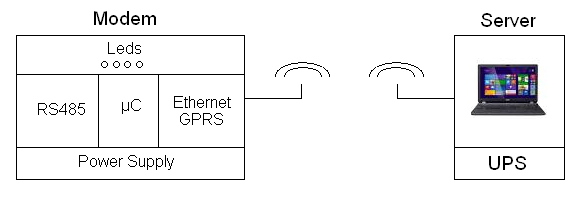 Modem
Server
Leds
RS485
µC
Ethernet
GPRS
Power Supply
UPS